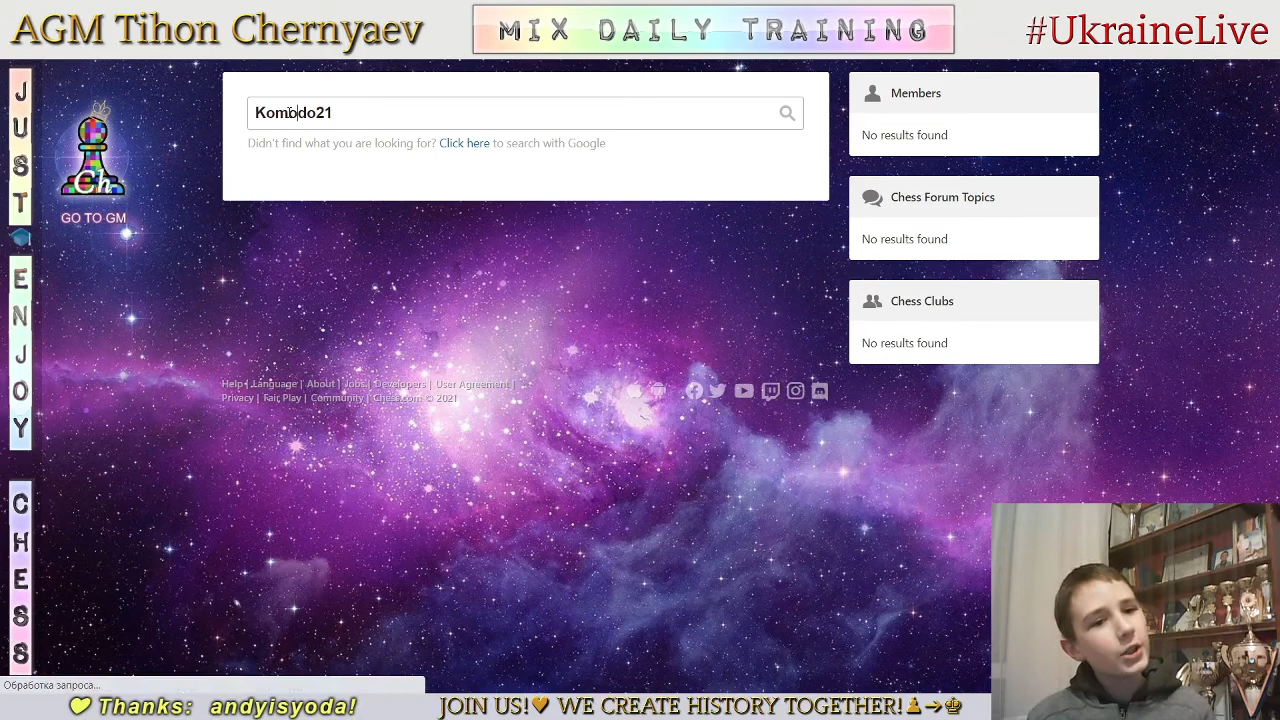 AGM Tihon Chernyaev
MIX DAILY TRAINING
#UkraineLive
JUST
ENJOY
CHESS
Ch
GO TO GM
Komodo21
Didn't find what you are looking for? Click here to search with Google
Members
No results found
Chess Forum Topics
No results found
Chess Clubs
No results found
Help | Language | About | Jobs | Developers | User Agreement |
Privacy | Fair Play | Community | Chess.com © 2021
Обработка запроса...
Thanks: andyisyoda!
JOIN US! WE CREATE HISTORY TOGETHER!